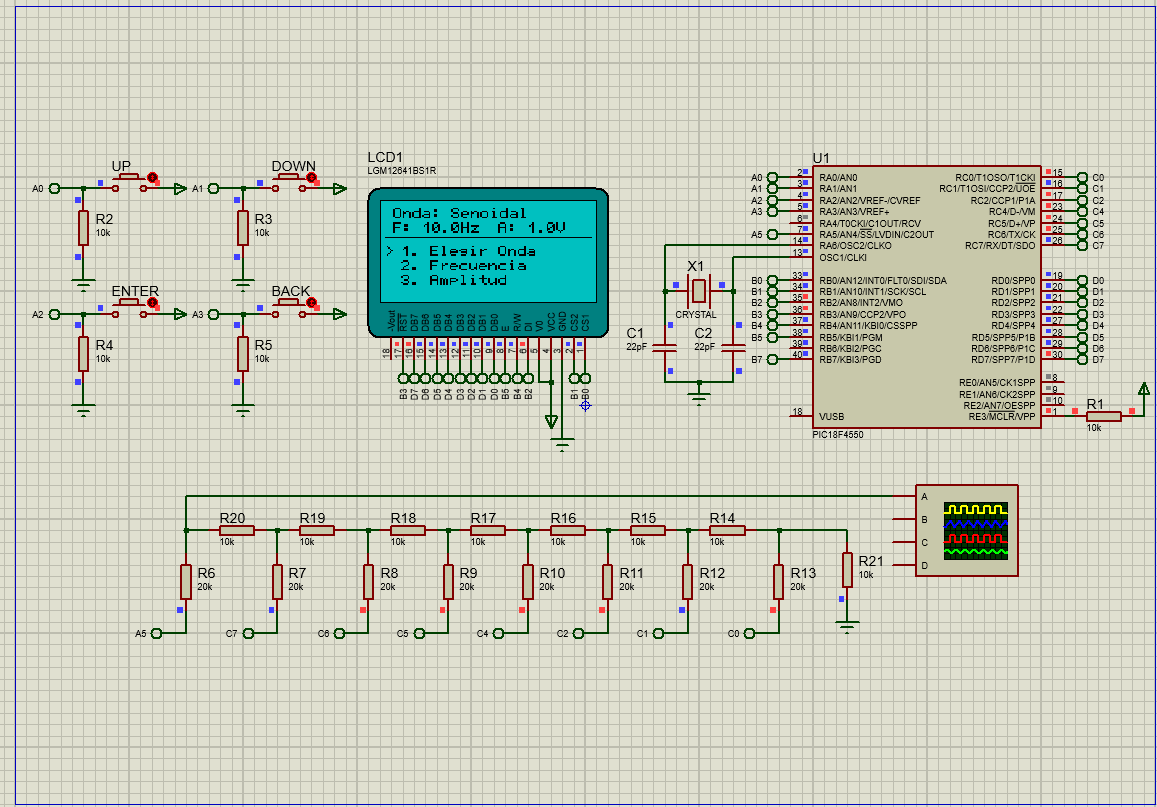 UP
DOWN
A0
A1
R2
10k
R3
10k
ENTER
BACK
A2
A3
R4
10k
R5
10k
LCD1
LGM12641BS1R
Onda: Senoidal
F: 10.0Hz A: 1.0V
> 1. Elegir Onda
2. Frecuencia
3. Amplitud
-Vout
RST
DB7
DB6
DB5
DB4
DB3
DB2
DB1
DB0
E
R/W
DI
V0
VCC
GND
CS2
CS1
18 17 16 15 14 13 12 11 10 9 8 7 6 5 4 3 2 1
B3 D7 D6 D5 D4 D3 D2 D1 D0 B5 B4 B2 B1 B0
X1
CRYSTAL
C1
22pF
C2
22pF
U1
A0 2 RA0/AN0
A1 3 RA1/AN1
A2 4 RA2/AN2/VREF-/CVREF
A3 5 RA3/AN3/VREF+
6 RA4/T0CKI/C1OUT/RCV
A5 7 RA5/AN4/SS/LVDIN/C2OUT
14 RA6/OSC2/CLKO
13 OSC1/CLKI
B0 33 RB0/AN12/INT0/FLT0/SDI/SDA
B1 34 RB1/AN10/INT1/SCK/SCL
B2 35 RB2/AN8/INT2/VMO
B3 36 RB3/AN9/CCP2/VPO
B4 37 RB4/AN11/KBI0/CSSPP
B5 38 RB5/KBI1/PGM
39 RB6/KBI2/PGC
B7 40 RB7/KBI3/PGD
18 VUSB
RC0/T1OSO/T1CKI 15 C0
RC1/T1OSI/CCP2/UOE 16 C1
RC2/CCP1/P1A 17 C2
RC4/D-/VM 23 C4
RC5/D+/VP 24 C5
RC6/TX/CK 25 C6
RC7/RX/DT/SDO 26 C7
RD0/SPP0 19 D0
RD1/SPP1 20 D1
RD2/SPP2 21 D2
RD3/SPP3 22 D3
RD4/SPP4 27 D4
RD5/SPP5/P1B 28 D5
RD6/SPP6/P1C 29 D6
RD7/SPP7/P1D 30 D7
RE0/AN5/CK1SPP 8
RE1/AN6/CK2SPP 9
RE2/AN7/OESPP 10
RE3/MCLR/VPP 1
PIC18F4550
R1
10k
R20
10k
R19
10k
R18
10k
R17
10k
R16
10k
R15
10k
R14
10k
R6
20k
R7
20k
R8
20k
R9
20k
R10
20k
R11
20k
R12
20k
R13
20k
R21
10k
A5
C7
C6
C5
C4
C2
C1
C0
A
B
C
D